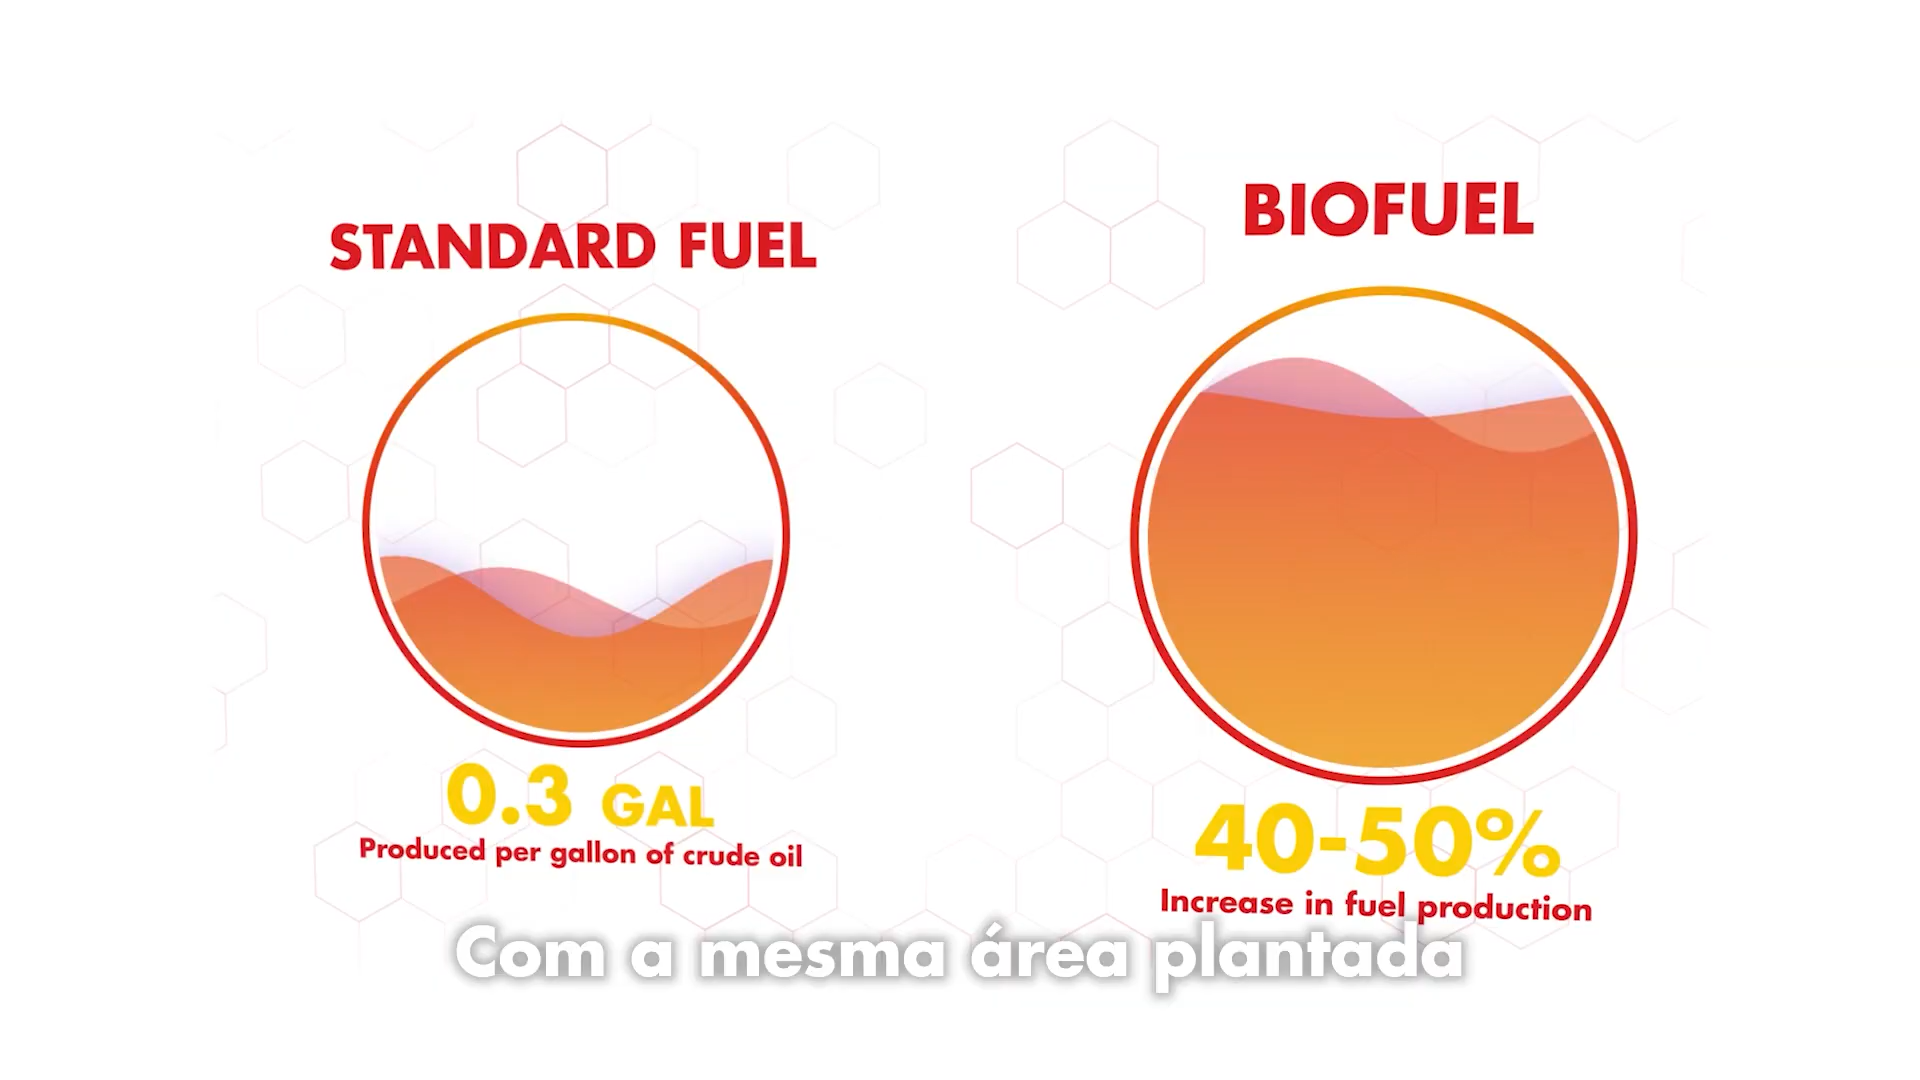 STANDARD FUEL
0.3 GAL
Produced per gallon of crude oil
BIOFUEL
40-50%
Increase in fuel production
Com a mesma área plantada